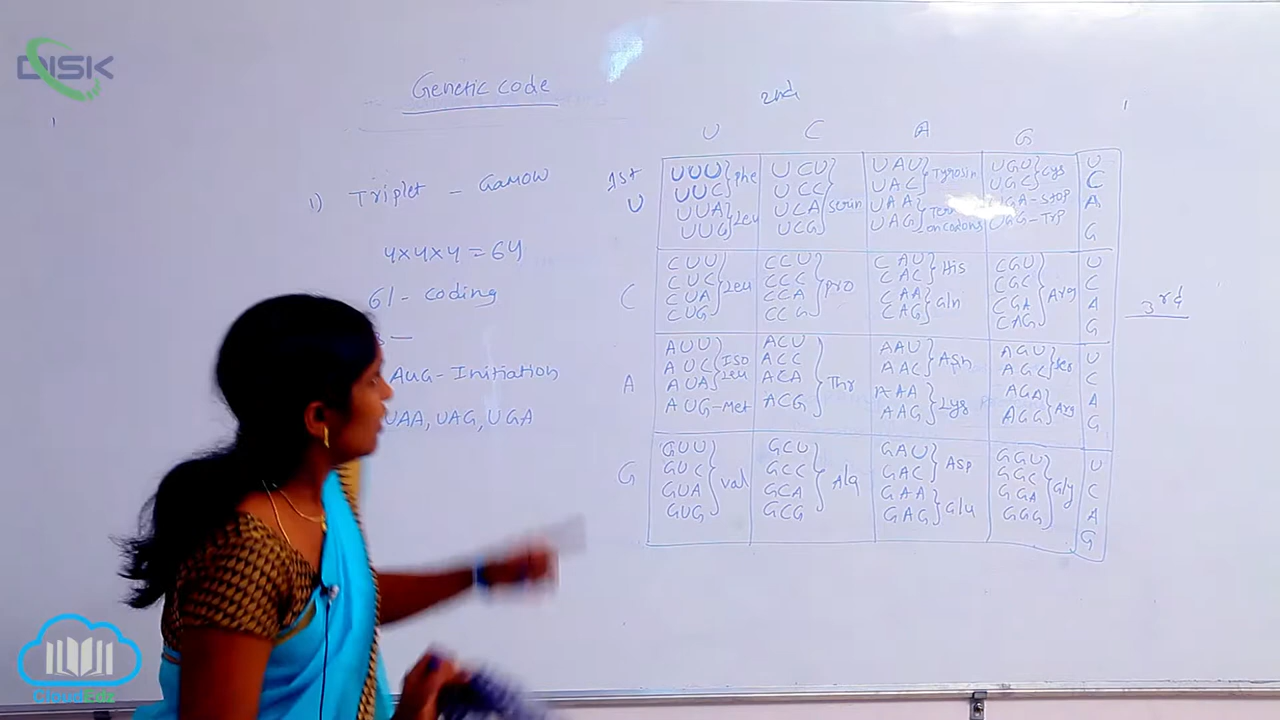 DISK
Genetic code
1) Triplet - Gamow
4x4x4=64
61 - coding
AUG - Initiation
UAA, UAG, UGA
2nd
U C A G
1st
U
UUU UCU UAU UGU U
UUC phe UCC UAC Tyrosin UGC Cys C
UUA UCA serin UAA UGA - Stop A
UUG Leu UCG UAG on codons UGG - Trp G
C
CUU CCU CAU CGU U
CUC CCC CAC His CGC C
CUA Leu CCA pro CAA CGA Arg A
CUG CCG CAG gln CAG G
3rd
A
AUU ACU AAU AGU U
AUC Iso ACC AAC Asn AGC Ser C
AUA Leu ACA Thr AAA AGA A
AUG - Met ACG AAG Lys AGG Arg G
G
GUU GCU GAU GGU U
GUC GCC GAC Asp GGC C
GUA val GCA Ala GAA GGA Gly A
GUG GCG GAG Glu GGG G
CloudEdz